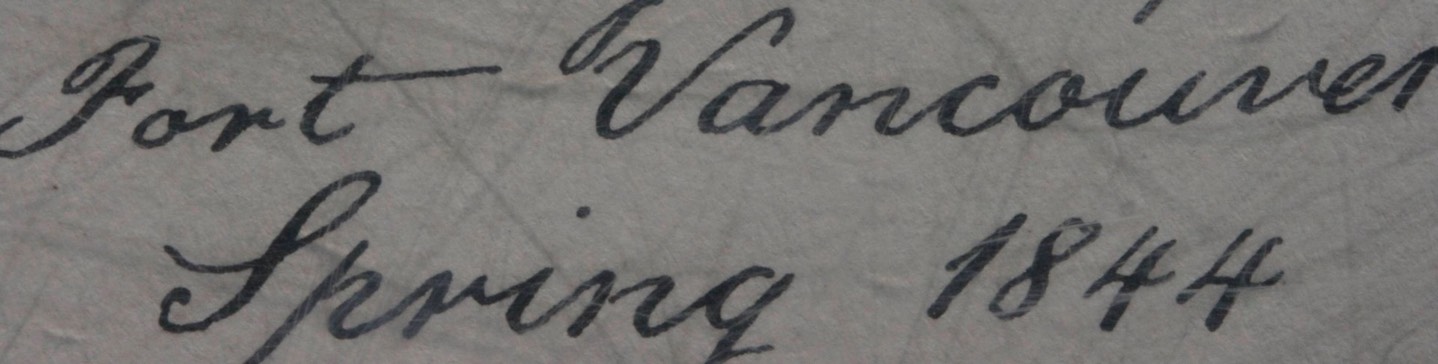 Fort Vancouver
Spring 1844